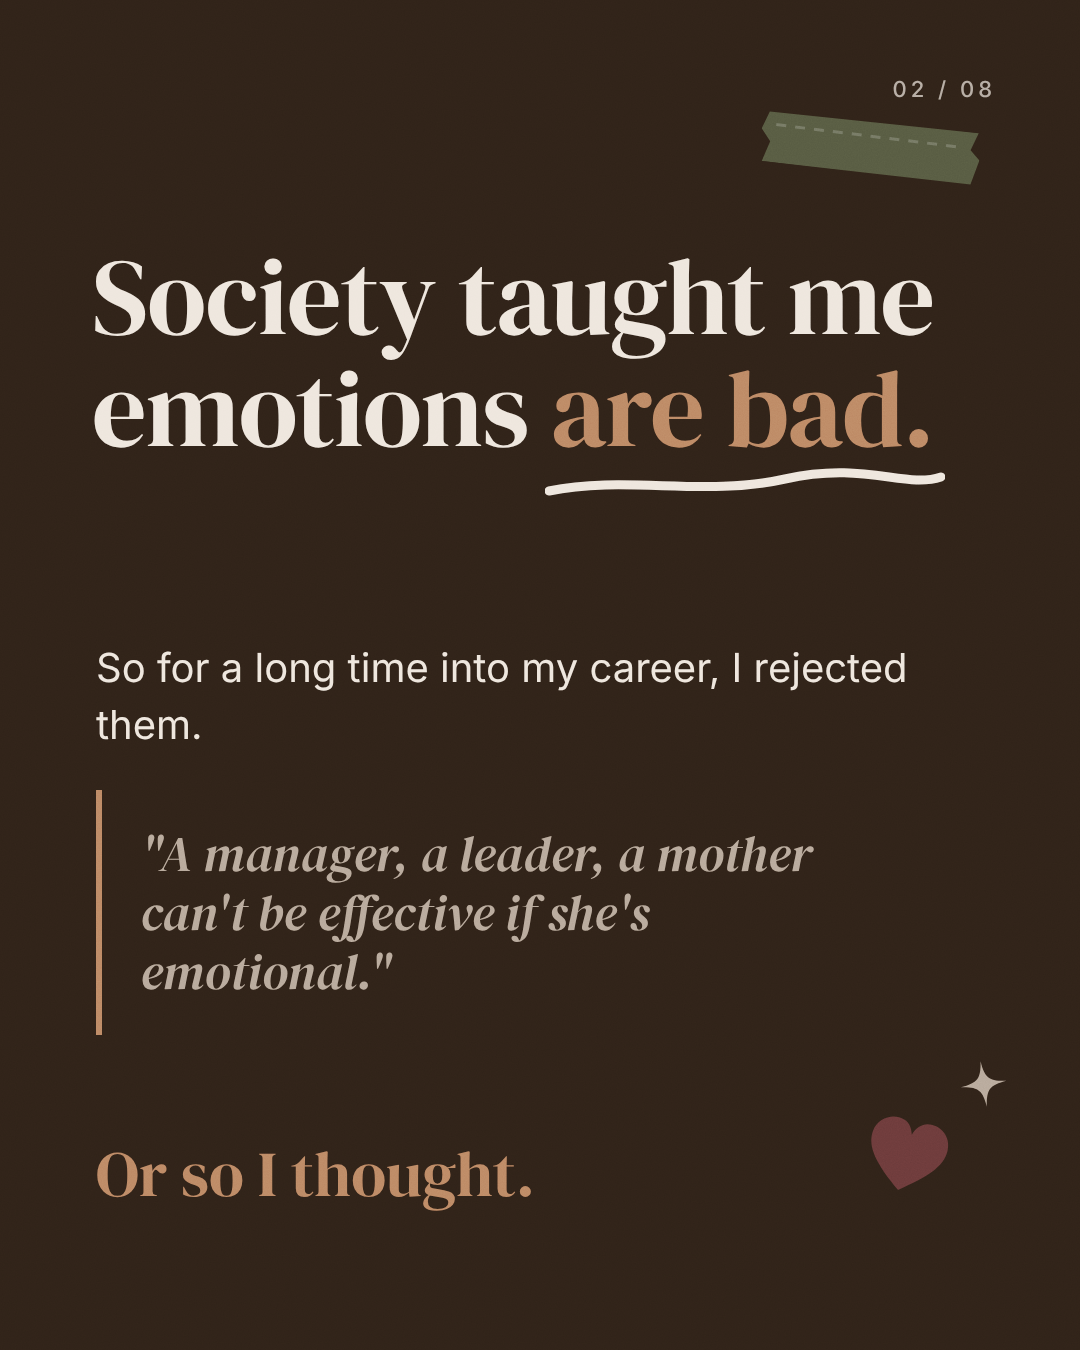 02 / 08
Society taught me
emotions are bad.
So for a long time into my career, I rejected
them.
"A manager, a leader, a mother
can't be effective if she's
emotional."
Or so I thought.